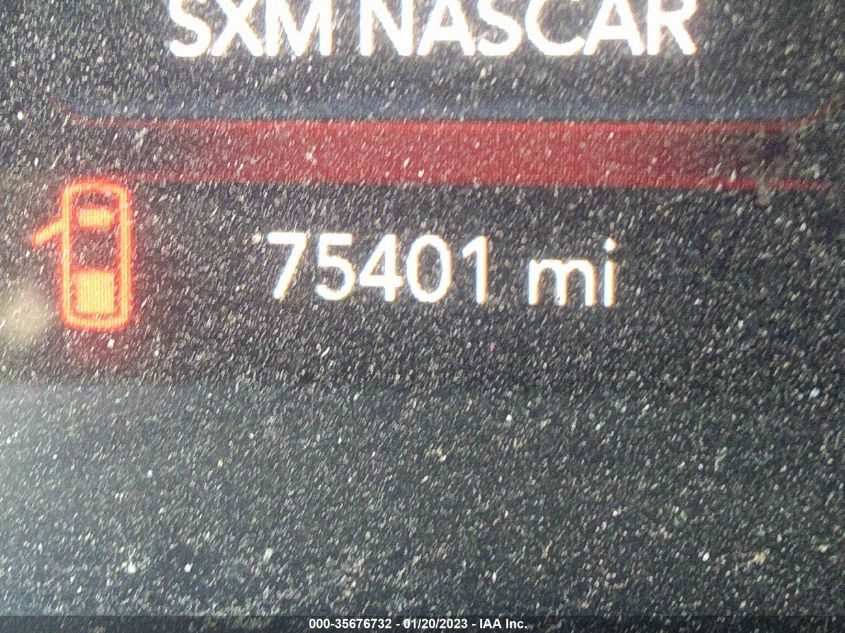 SXM NASCAR
75401 mi
000-35676732 - 01/20/2023 - IAA Inc.